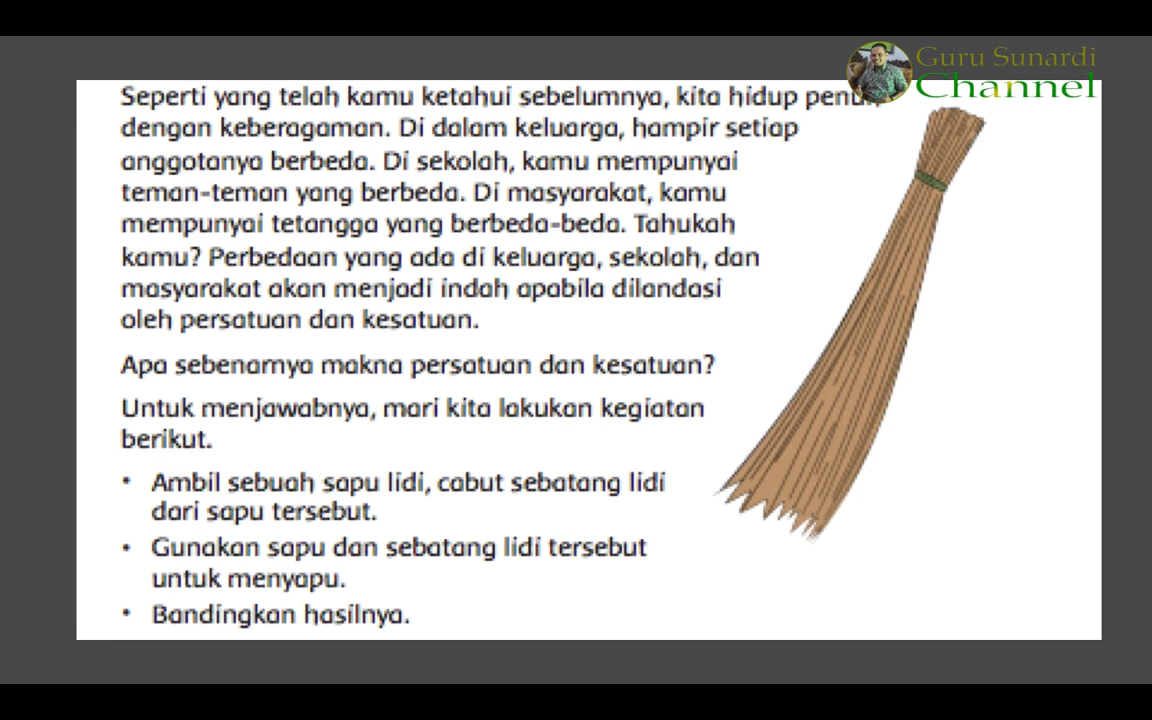 Guru Sunardi
Channel
Seperti yang telah kamu ketahui sebelumnya, kita hidup
dengan keberagaman. Di dalam keluarga, hampir setiap
anggotanya berbeda. Di sekolah, kamu mempunyai
teman-teman yang berbeda. Di masyarakat, kamu
mempunyai tetangga yang berbeda-beda. Tahukah
kamu? Perbedaan yang ada di keluarga, sekolah, dan
masyarakat akan menjadi indah apabila dilandasi
oleh persatuan dan kesatuan.
Apa sebenarnya makna persatuan dan kesatuan?
Untuk menjawabnya, mari kita lakukan kegiatan
berikut.
• Ambil sebuah sapu lidi, cabut sebatang lidi
dari sapu tersebut.
• Gunakan sapu dan sebatang lidi tersebut
untuk menyapu.
• Bandingkan hasilnya.